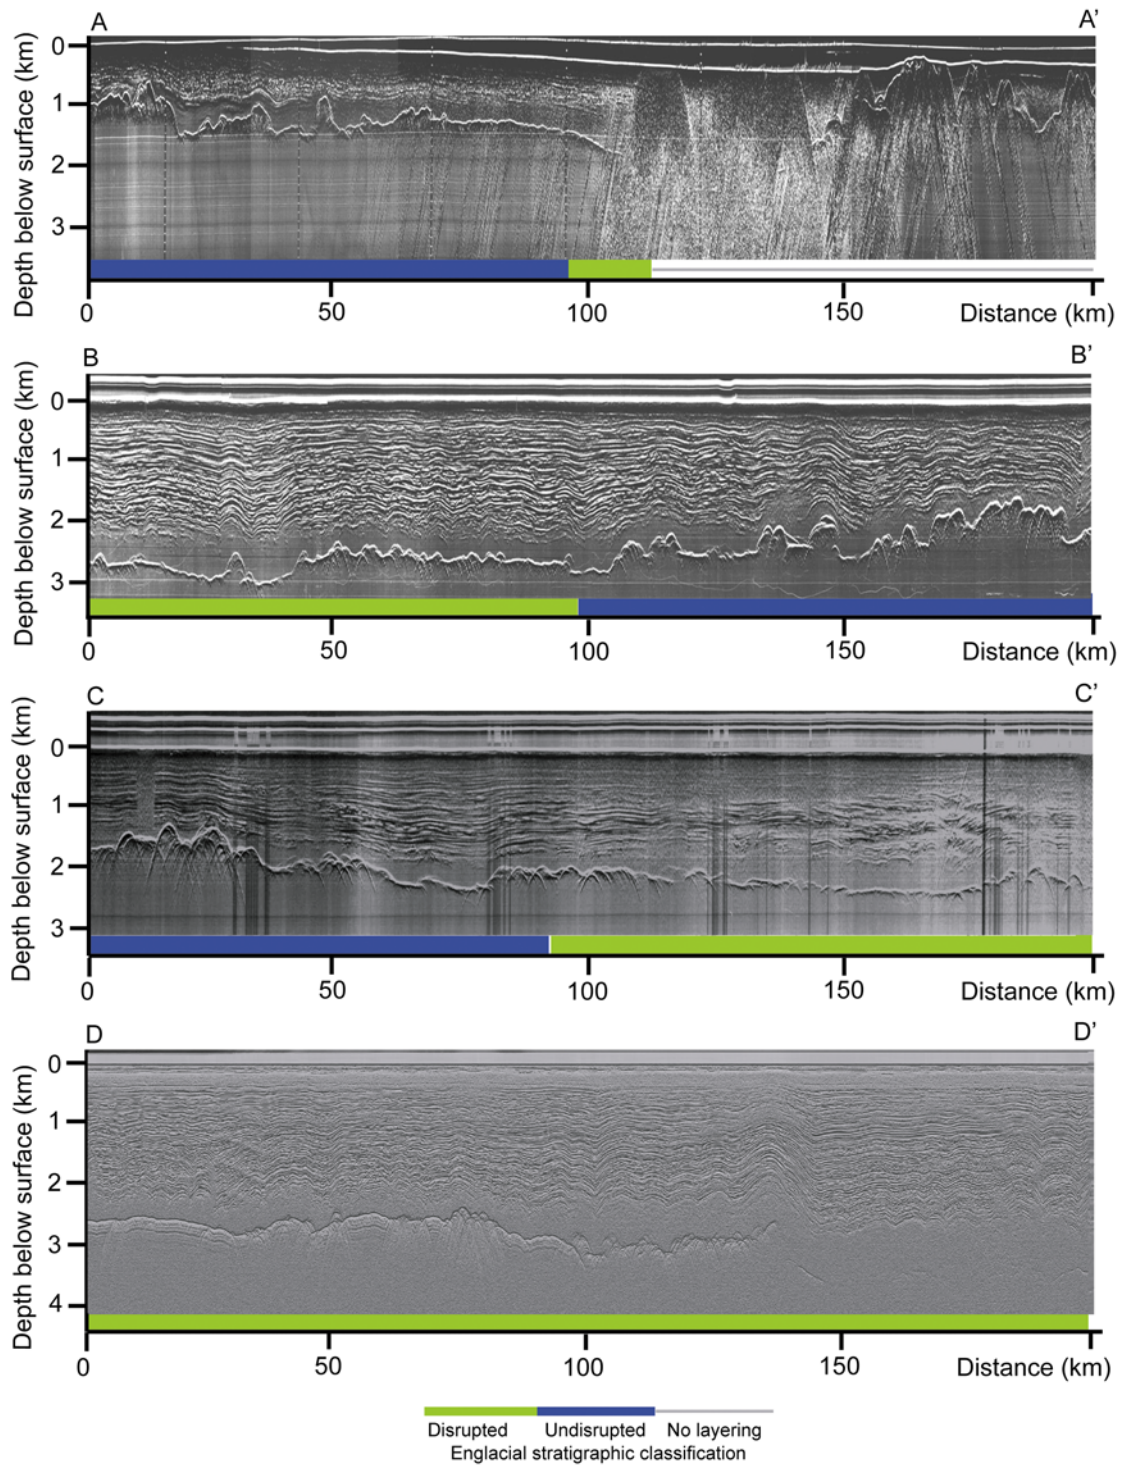 A A’
Depth below surface (km)
0
1
2
3
0 50 100 150 Distance (km)
B B’
Depth below surface (km)
0
1
2
3
0 50 100 150 Distance (km)
C C’
Depth below surface (km)
0
1
2
3
0 50 100 150 Distance (km)
D D’
Depth below surface (km)
0
1
2
3
4
0 50 100 150 Distance (km)
Disrupted Undisrupted No layering
Englacial stratigraphic classification